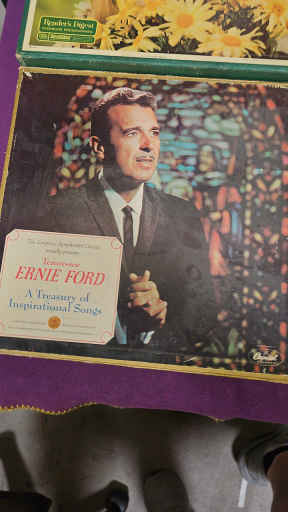 Reader's Digest
The Longines Symphonette Society
proudly presents
Tennessee
ERNIE FORD
A Treasury of
Inspirational Songs
Capitol